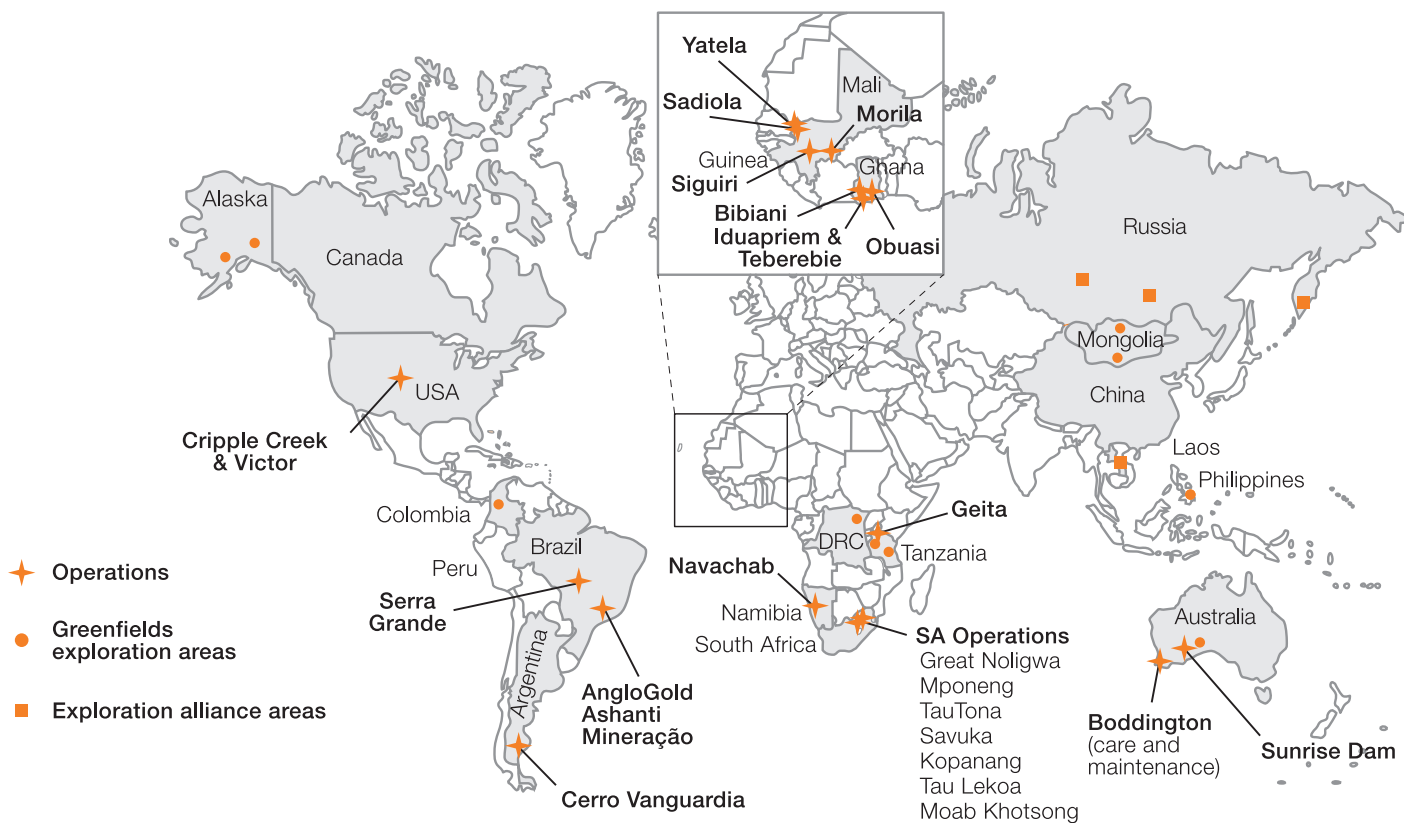 Yatela
Mali
Sadiola
Morila
Guinea
Ghana
Siguiri
Bibiani
Iduapriem &
Teberebie
Obuasi
Alaska
Canada
Russia
Mongolia
USA
China
Cripple Creek
& Victor
Laos
Philippines
Colombia
Geita
Brazil
DRC
Tanzania
Peru
Navachab
Operations
Serra
Grande
Namibia
Australia
Greenfields
exploration areas
South Africa
SA Operations
Great Noligwa
Mponeng
TauTona
Savuka
Kopanang
Tau Lekoa
Moab Khotsong
Argentina
AngloGold
Ashanti
Mineração
Exploration alliance areas
Boddington
(care and
maintenance)
Sunrise Dam
Cerro Vanguardia